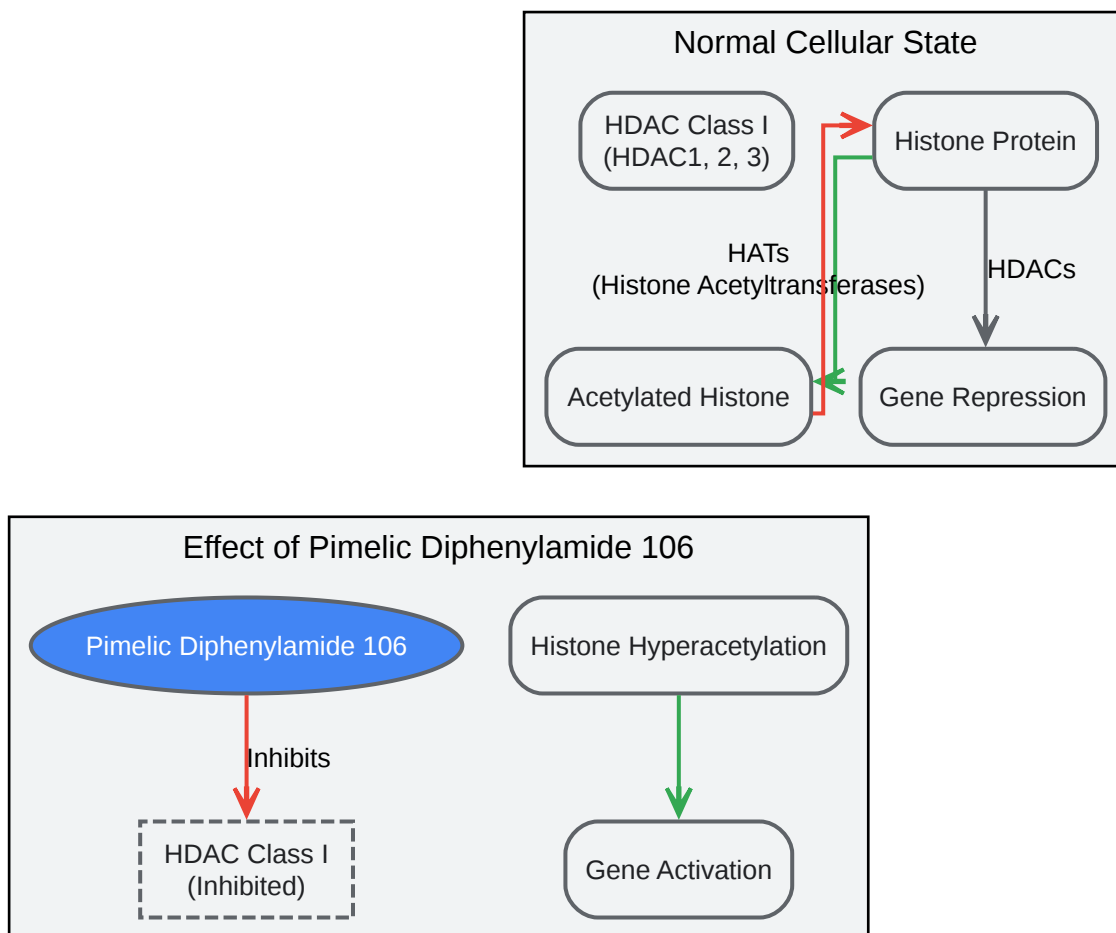 Normal Cellular State
HDAC Class I
(HDAC1, 2, 3)
Histone Protein
HATs
(Histone Acetyltransferases)
HDACs
Acetylated Histone
Gene Repression
Effect of Pimelic Diphenylamide 106
Pimelic Diphenylamide 106
Histone Hyperacetylation
Inhibits
HDAC Class I
(Inhibited)
Gene Activation